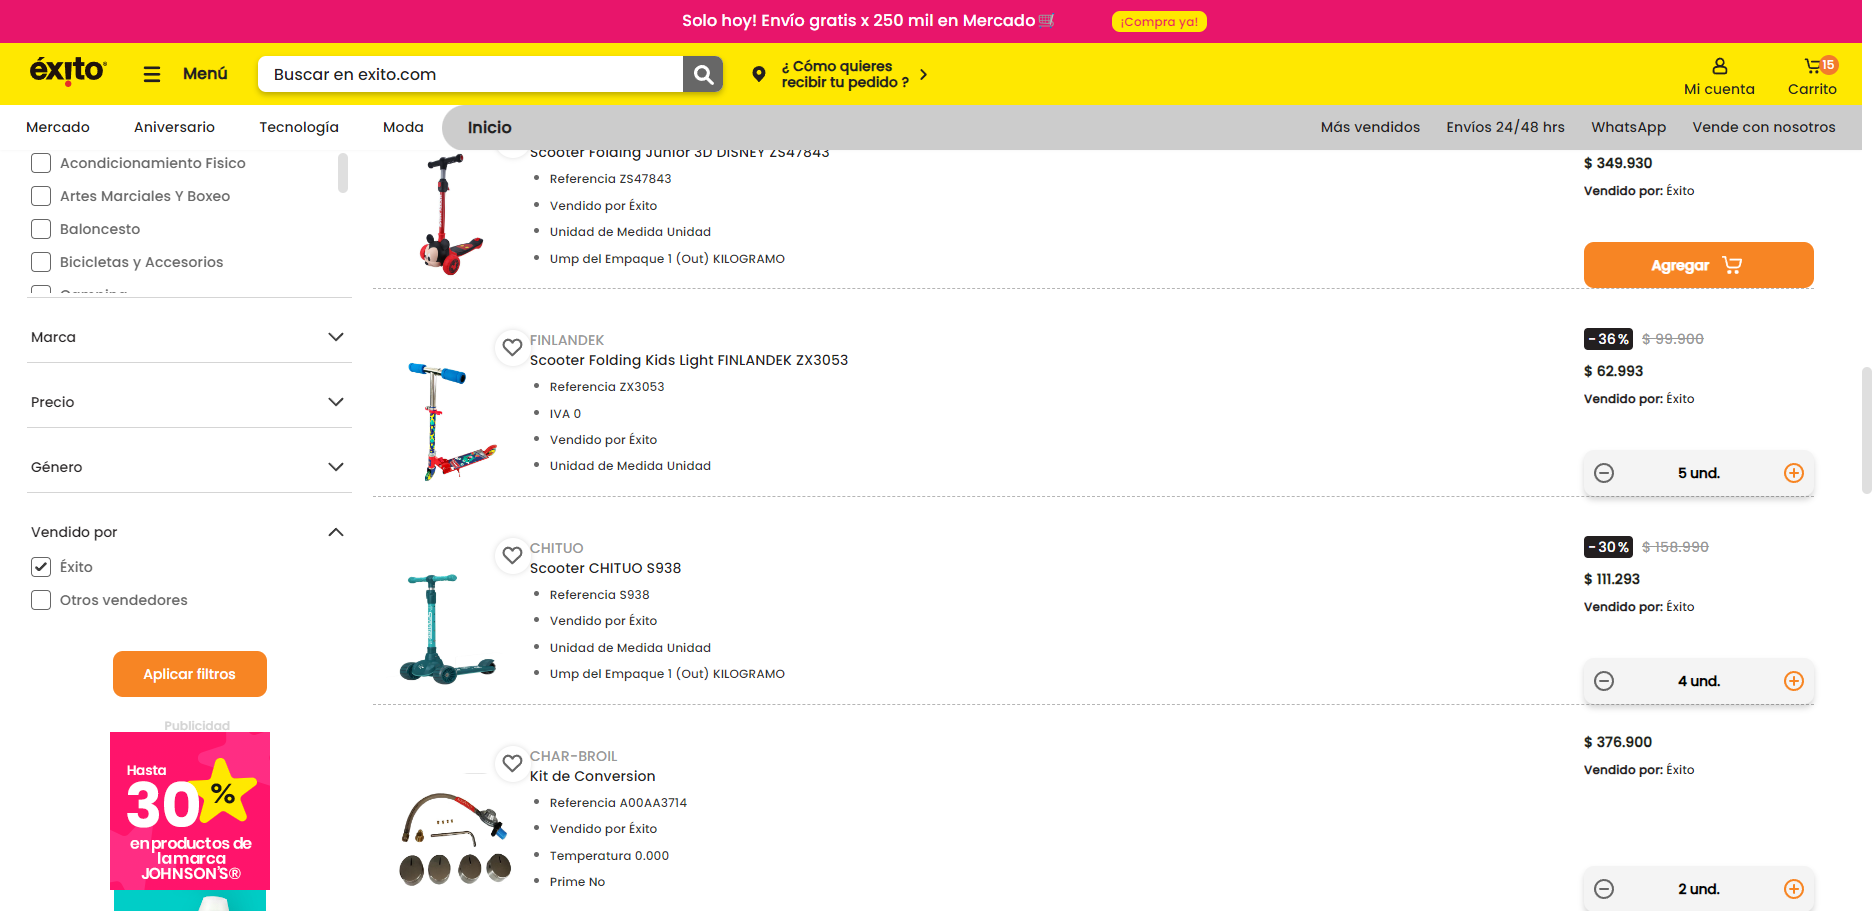 Solo hoy! Envío gratis x 250 mil en Mercado
¡Compra ya!
éxito
Menú
Buscar en exito.com
¿ Cómo quieres
recibir tu pedido ?
Mi cuenta
15
Carrito
Mercado
Aniversario
Tecnología
Moda
Inicio
Más vendidos
Envíos 24/48 hrs
WhatsApp
Vende con nosotros
Acondicionamiento Fisico
Artes Marciales Y Boxeo
Baloncesto
Bicicletas y Accesorios
Camping
Marca
Precio
Género
Vendido por
Éxito
Otros vendedores
Aplicar filtros
Publicidad
Hasta
30%
en productos de
la marca
JOHNSON'S®
Scooter Folding Junior 3D DISNEY ZS47843
Referencia ZS47843
Vendido por Éxito
Unidad de Medida Unidad
Ump del Empaque 1 (Out) KILOGRAMO
$ 349.930
Vendido por: Éxito
Agregar
FINLANDEK
Scooter Folding Kids Light FINLANDEK ZX3053
Referencia ZX3053
IVA 0
Vendido por Éxito
Unidad de Medida Unidad
-36% $ 99.900
$ 62.993
Vendido por: Éxito
5 und.
CHITUO
Scooter CHITUO S938
Referencia S938
Vendido por Éxito
Unidad de Medida Unidad
Ump del Empaque 1 (Out) KILOGRAMO
-30% $ 158.990
$ 111.293
Vendido por: Éxito
4 und.
CHAR-BROIL
Kit de Conversion
Referencia A00AA3714
Vendido por Éxito
Temperatura 0.000
Prime No
$ 376.900
Vendido por: Éxito
2 und.